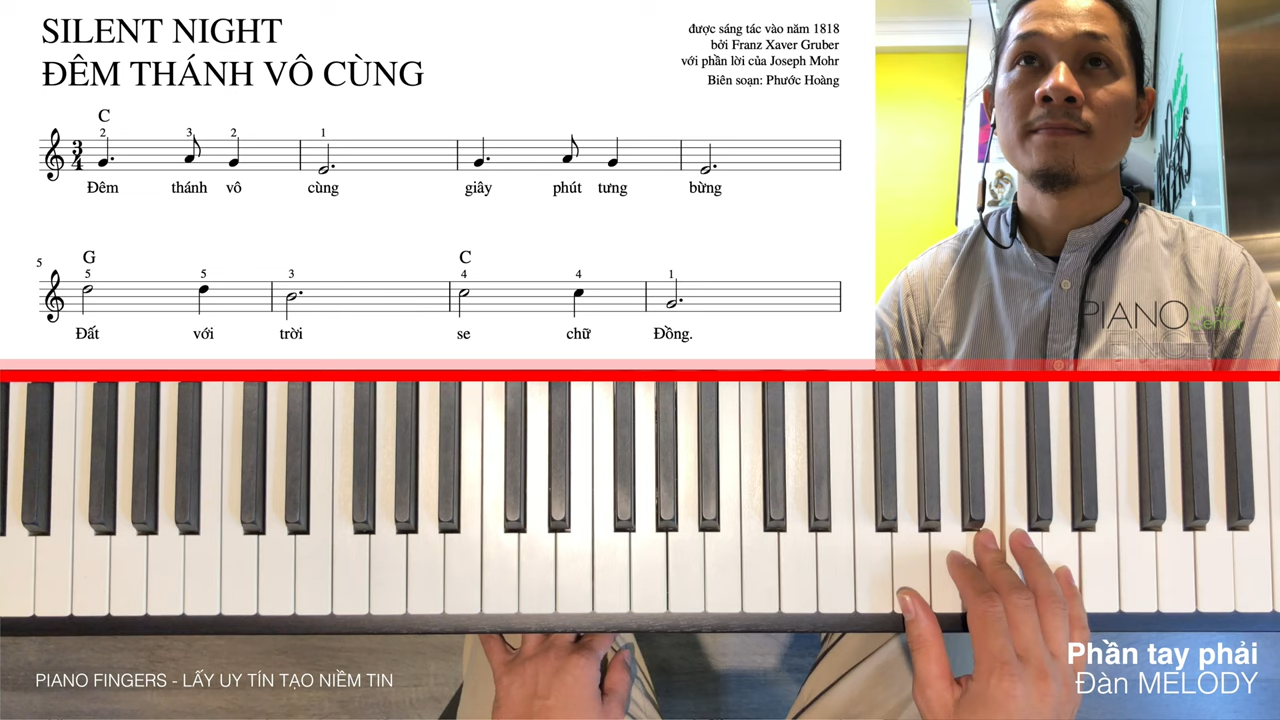 SILENT NIGHT
ĐÊM THÁNH VÔ CÙNG
được sáng tác vào năm 1818
bởi Franz Xaver Gruber
với phần lời của Joseph Mohr
Biên soạn: Phước Hoàng
C
2 3 2 1
3
4
Đêm thánh vô cùng giây phút tưng bừng
5
G C
5 5 3 4 4 1
Đất với trời se chữ Đồng.
PIANO
FINGERS
PIANO FINGERS - LẤY UY TÍN TẠO NIỀM TIN
Phần tay phải
Đàn MELODY